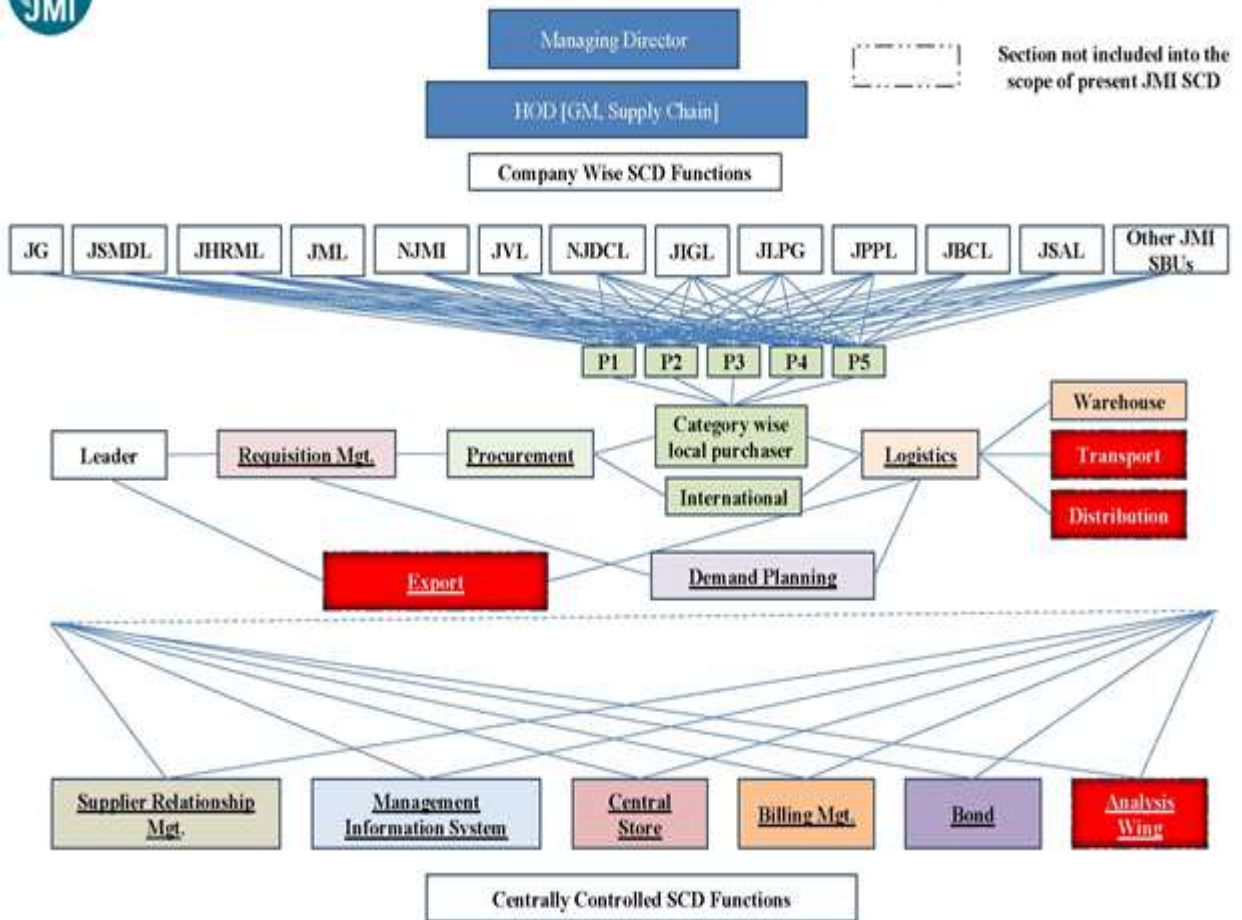 JMI
Managing Director
Section not included into the
scope of present JMI SCD
HOD [GM, Supply Chain]
Company Wise SCD Functions
JG
JSMDL
JHRML
JML
NJMI
JVL
NJDCL
JIGL
JLPG
JPPL
JBCL
JSAL
Other JMI
SBUs
P1
P2
P3
P4
P5
Warehouse
Leader
Requisition Mgt.
Procurement
Category wise
local purchaser
Logistics
Transport
International
Distribution
Export
Demand Planning
Supplier Relationship
Mgt.
Management
Information System
Central
Store
Billing Mgt.
Bond
Analysis
Wing
Centrally Controlled SCD Functions